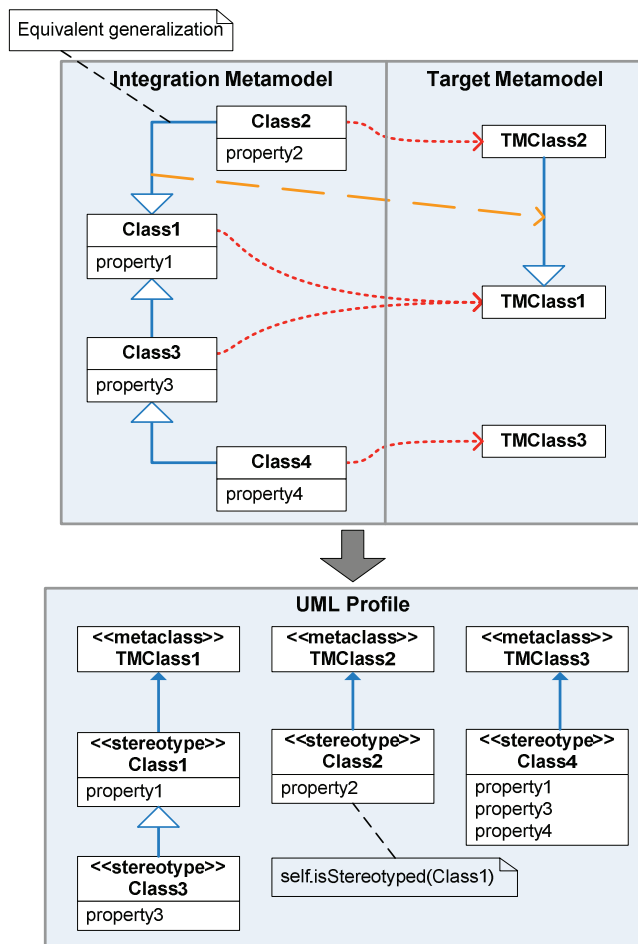 Equivalent generalization
Integration Metamodel
Target Metamodel
Class2
property2
TMClass2
Class1
property1
TMClass1
Class3
property3
Class4
property4
TMClass3
UML Profile
<<metaclass>>
TMClass1
<<metaclass>>
TMClass2
<<metaclass>>
TMClass3
<<stereotype>>
Class1
property1
<<stereotype>>
Class2
property2
<<stereotype>>
Class4
property1
property3
property4
<<stereotype>>
Class3
property3
self.isStereotyped(Class1)